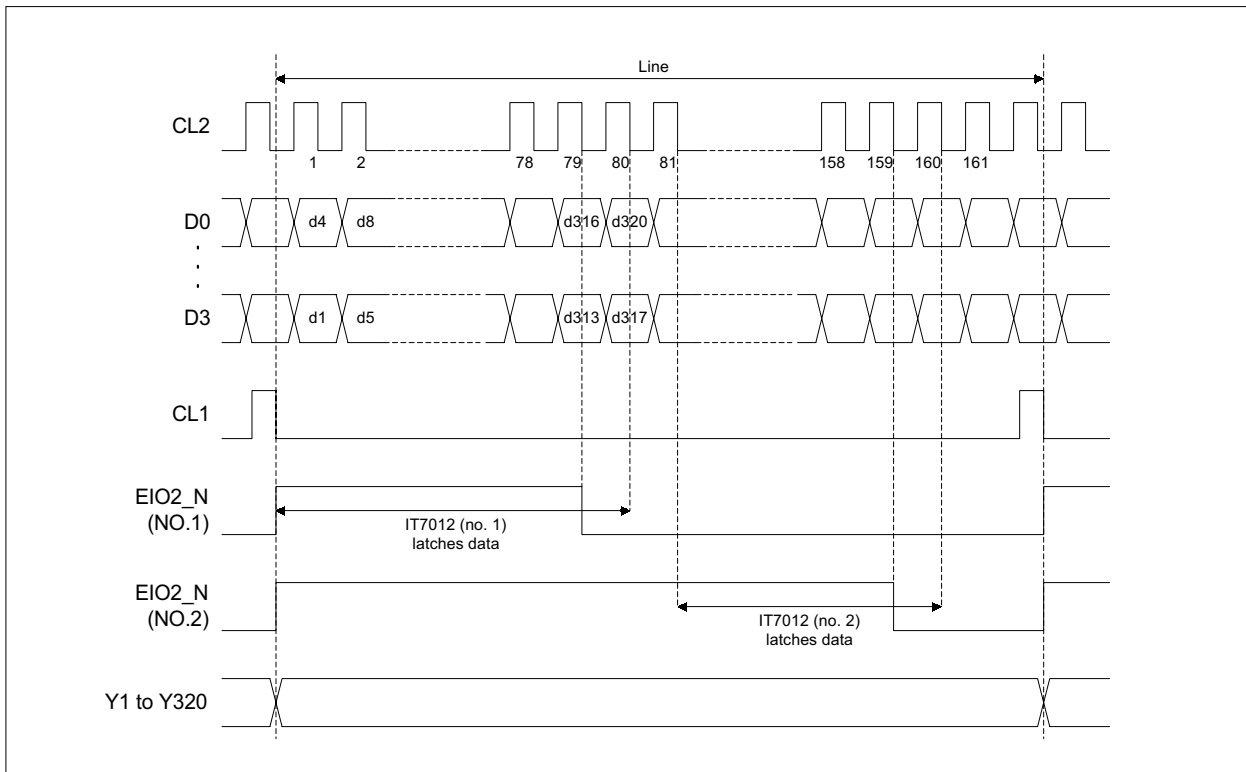 Line
CL2
1 2 78 79 80 81 158 159 160 161
D0
d4 d8 d316 d320
D3
d1 d5 d313 d317
CL1
EIO2_N
(NO.1)
IT7012 (no. 1)
latches data
EIO2_N
(NO.2)
IT7012 (no. 2)
latches data
Y1 to Y320